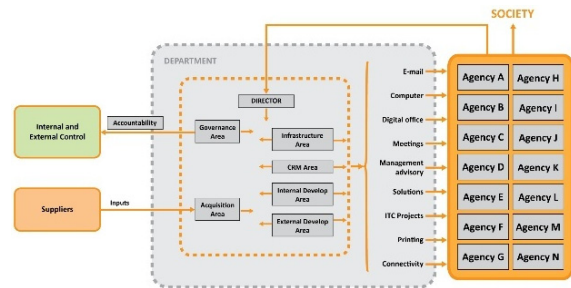 SOCIETY
DEPARTMENT
DIRECTOR
Internal and
External Control
Accountability
Governance
Area
Infrastructure
Area
CRM Area
Suppliers
Inputs
Acquisition
Area
Internal Develop
Area
External Develop
Area
E-mail
Computer
Digital office
Meetings
Management
advisory
Solutions
ITC Projects
Printing
Connectivity
Agency A
Agency H
Agency B
Agency I
Agency C
Agency J
Agency D
Agency K
Agency E
Agency L
Agency F
Agency M
Agency G
Agency N